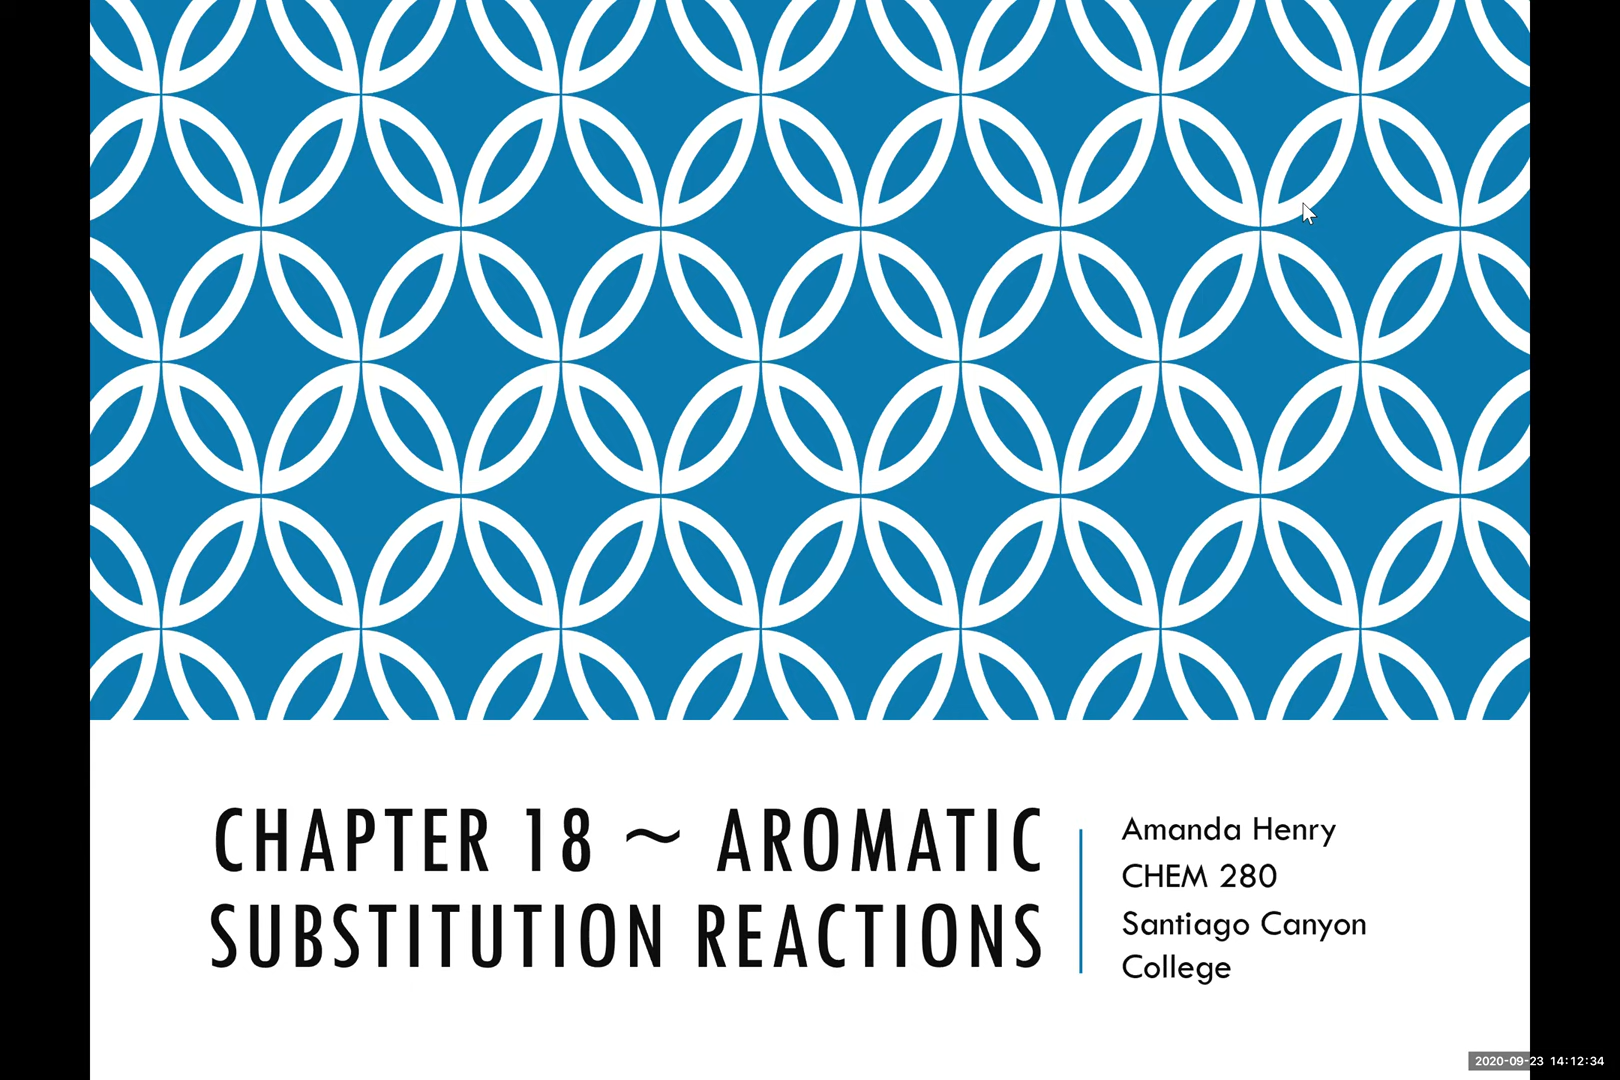 CHAPTER 18 ~ AROMATIC
SUBSTITUTION REACTIONS
Amanda Henry
CHEM 280
Santiago Canyon
College
2020-09-23 14:12:34